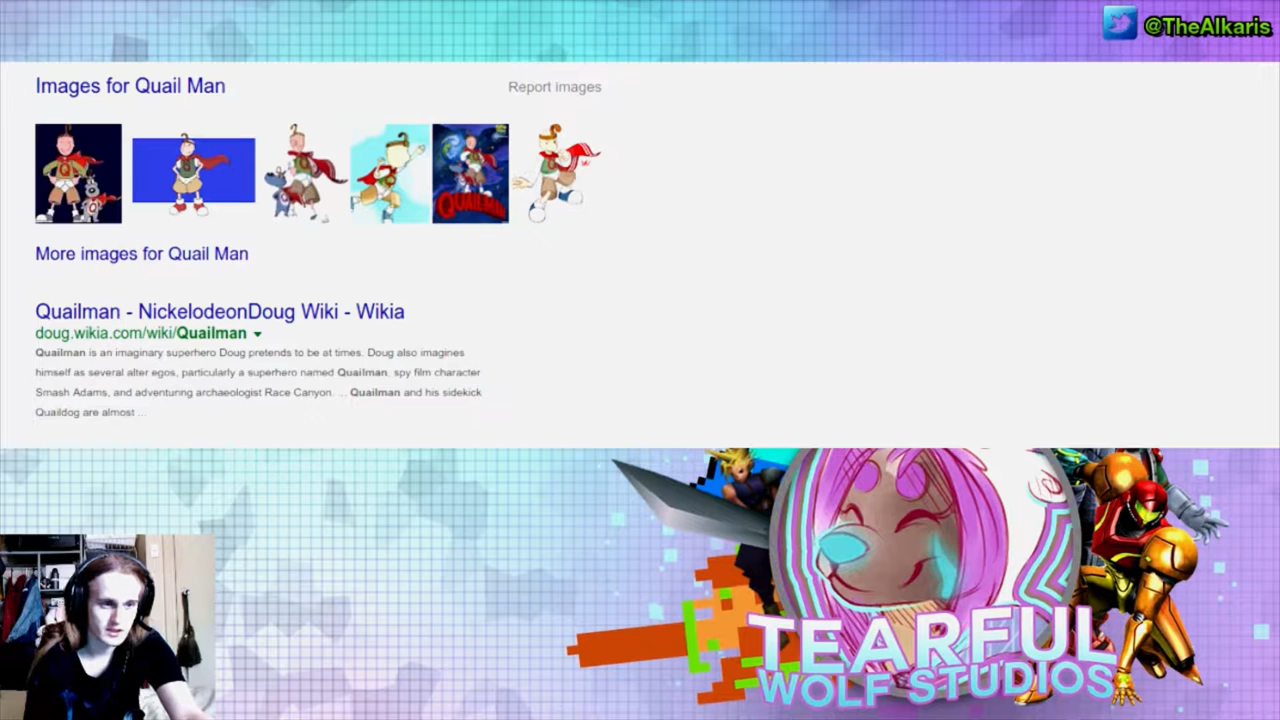 @TheAlkaris
Images for Quail Man
Report images
QUAILMAN
More images for Quail Man
Quailman - NickelodeonDoug Wiki - Wikia
doug.wikia.com/wiki/Quailman
Quailman is an imaginary superhero Doug pretends to be at times. Doug also imagines
himself as several alter egos, particularly a superhero named Quailman, spy film character
Smash Adams, and adventuring archaeologist Race Canyon. ... Quailman and his sidekick
Quaildog are almost ...
TEARFUL
WOLF STUDIOS